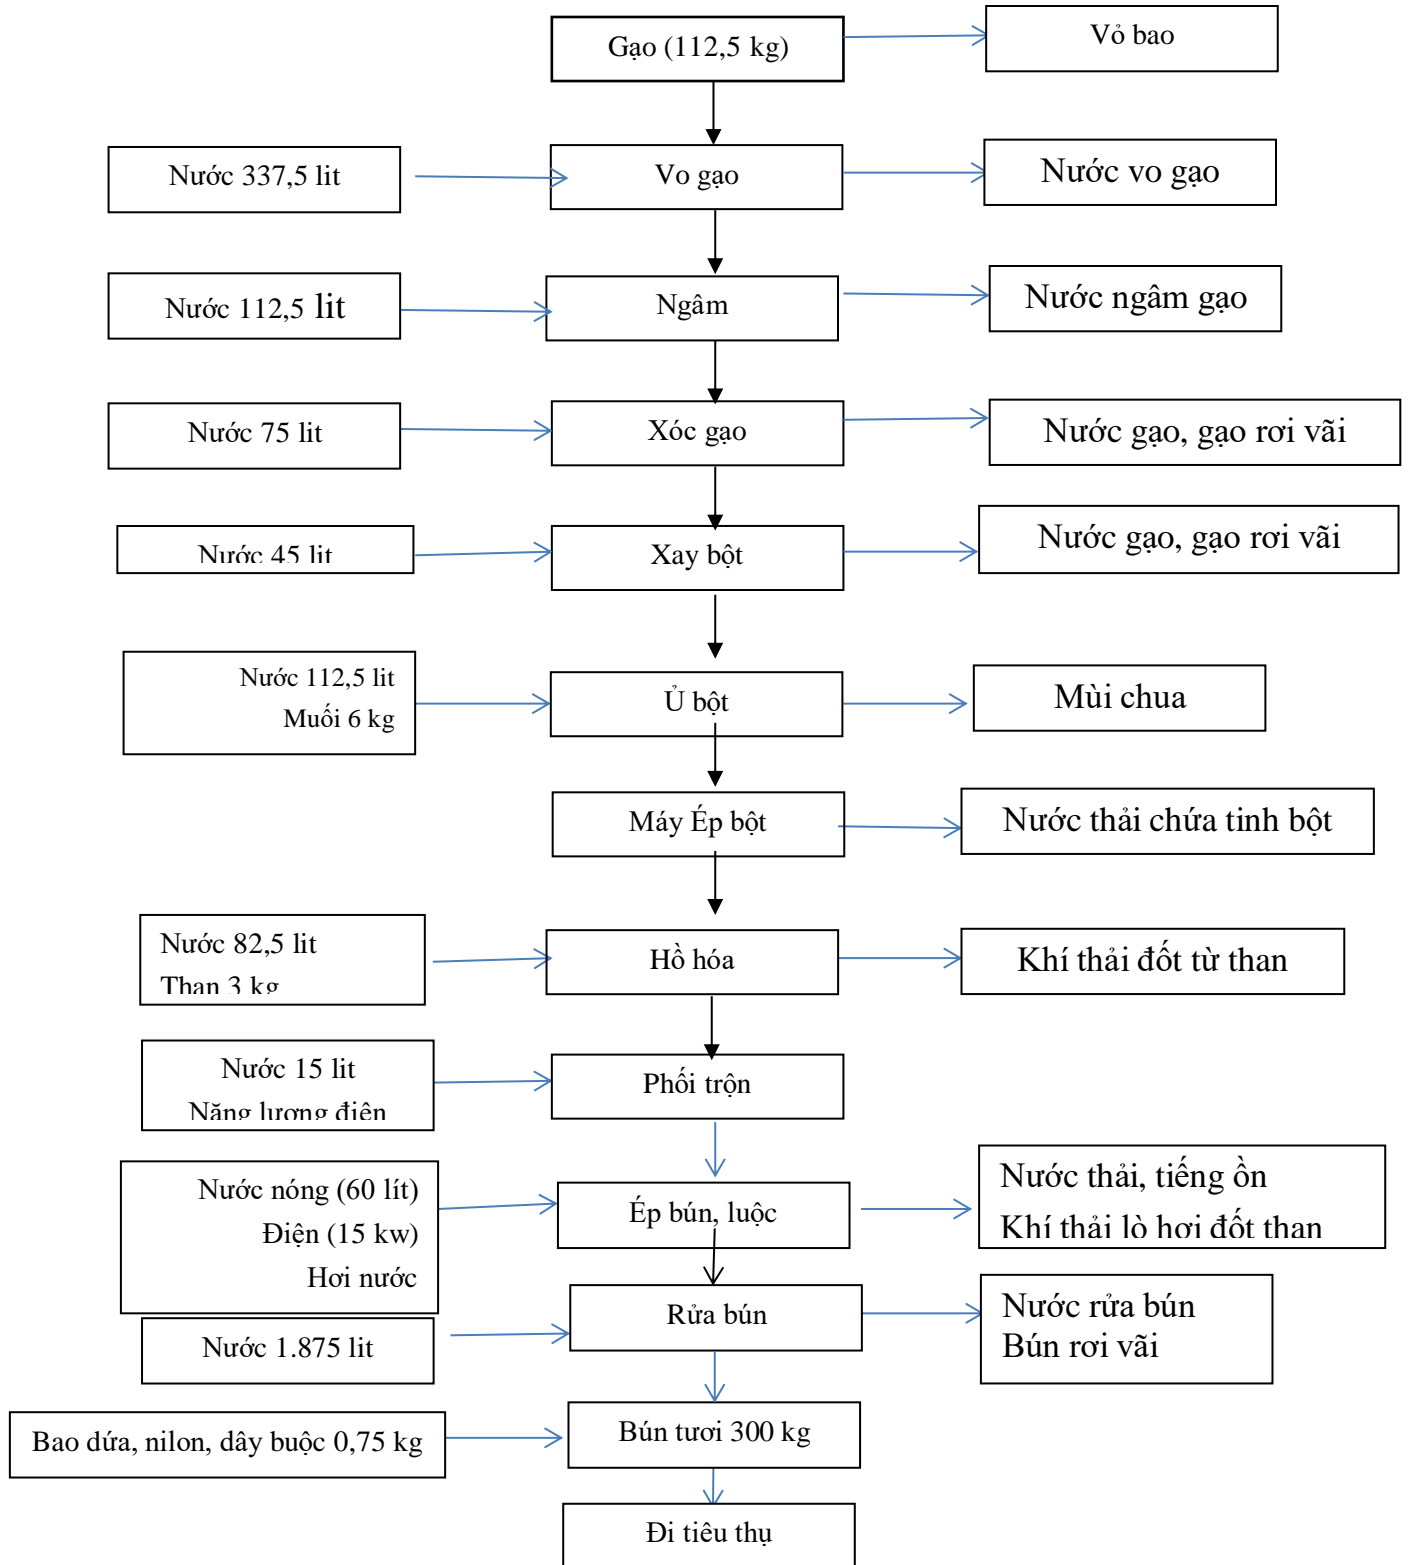 Gạo (112,5 kg)
Vỏ bao
Nước 337,5 lit
Vo gạo
Nước vo gạo
Nước 112,5 lit
Ngâm
Nước ngâm gạo
Nước 75 lit
Xóc gạo
Nước gạo, gạo rơi vãi
Nước 45 lit
Xay bột
Nước gạo, gạo rơi vãi
Nước 112,5 lit
Muối 6 kg
Ủ bột
Mùi chua
Máy Ép bột
Nước thải chứa tinh bột
Nước 82,5 lit
Than 3 kg
Hồ hóa
Khí thải đốt từ than
Nước 15 lit
Năng lượng điện
Phối trộn
Nước nóng (60 lít)
Điện (15 kw)
Hơi nước
Ép bún, luộc
Nước thải, tiếng ồn
Khí thải lò hơi đốt than
Nước 1.875 lit
Rửa bún
Nước rửa bún
Bún rơi vãi
Bao dứa, nilon, dây buộc 0,75 kg
Bún tươi 300 kg
Đi tiêu thụ